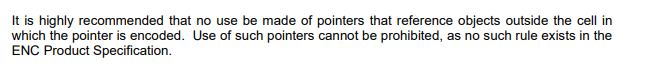 It is highly recommended that no use be made of pointers that reference objects outside the cell in
which the pointer is encoded.  Use of such pointers cannot be prohibited, as no such rule exists in the
ENC Product Specification.